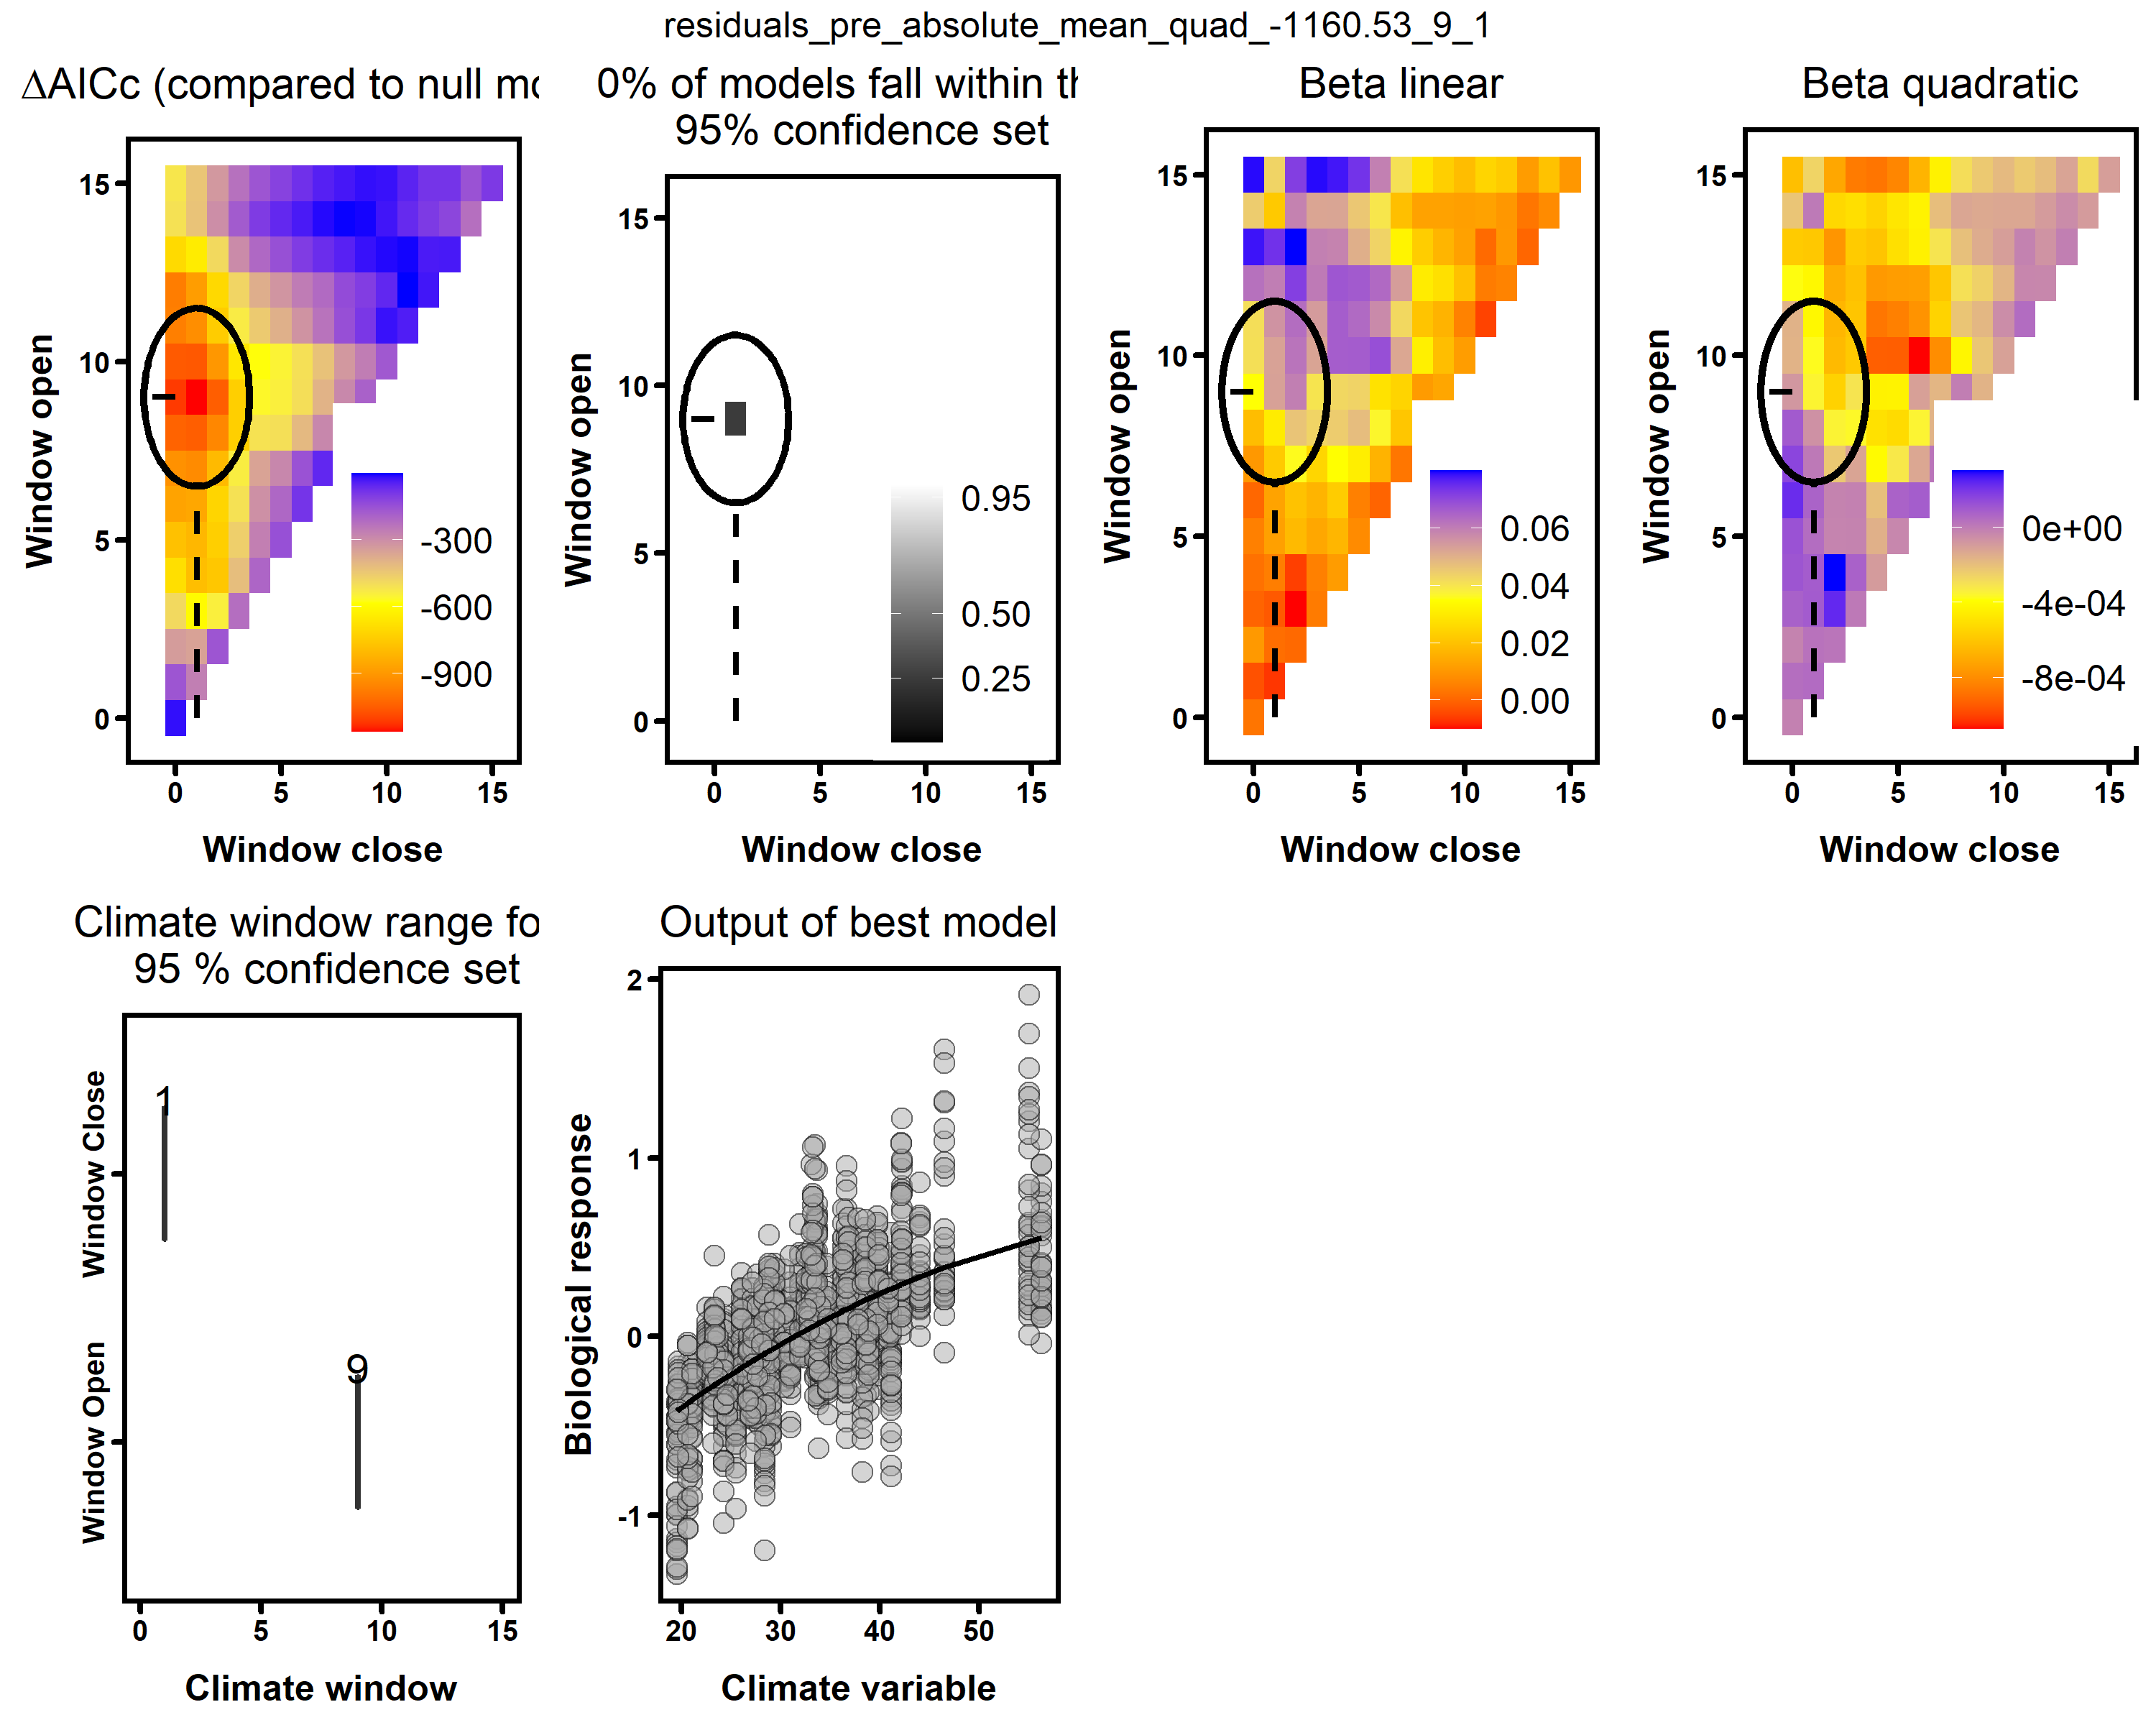 residuals_pre_absolute_mean_quad_-1160.53_9_1
ΔAICc (compared to null mo
15
10
5
0
Window open
-300
-600
-900
0 5 10 15
Window close
0% of models fall within th
95% confidence set
15
10
5
0
Window open
0.95
0.50
0.25
0 5 10 15
Window close
Beta linear
15
10
5
0
Window open
0.06
0.04
0.02
0.00
0 5 10 15
Window close
Beta quadratic
15
10
5
0
Window open
0e+00
-4e-04
-8e-04
0 5 10 15
Window close
Climate window range fo
95 % confidence set
Window Close
Window Open
1
9
0 5 10 15
Climate window
Output of best model
2
1
0
-1
Biological response
20 30 40 50
Climate variable